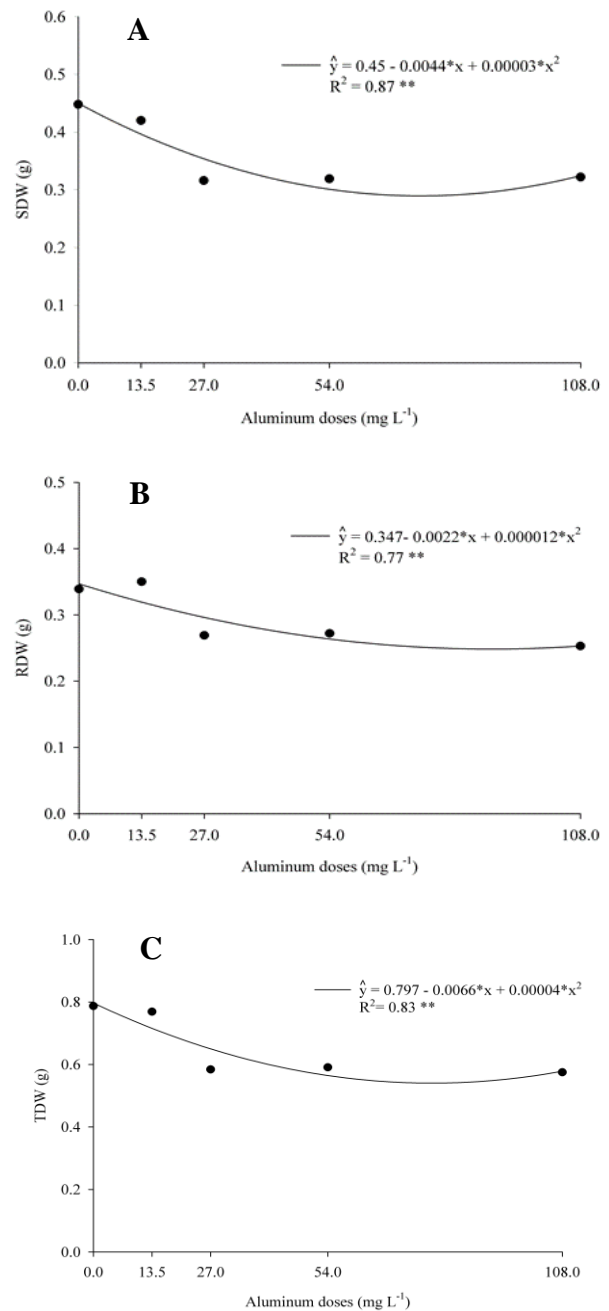 A
0.6
ŷ = 0.45 - 0.0044*x + 0.00003*x²
R² = 0.87 **
0.5
0.4
SDW (g)
0.3
0.2
0.1
0.0
0.0 13.5 27.0 54.0 108.0
Aluminum doses (mg L⁻¹)
B
0.5
ŷ = 0.347- 0.0022*x + 0.000012*x²
R² = 0.77 **
0.4
0.3
RDW (g)
0.2
0.1
0.0
0.0 13.5 27.0 54.0 108.0
Aluminum doses (mg L⁻¹)
C
1.0
ŷ = 0.797 - 0.0066*x + 0.00004*x²
R²= 0.83 **
0.8
0.6
TDW (g)
0.4
0.2
0.0
0.0 13.5 27.0 54.0 108.0
Aluminum doses (mg L⁻¹)